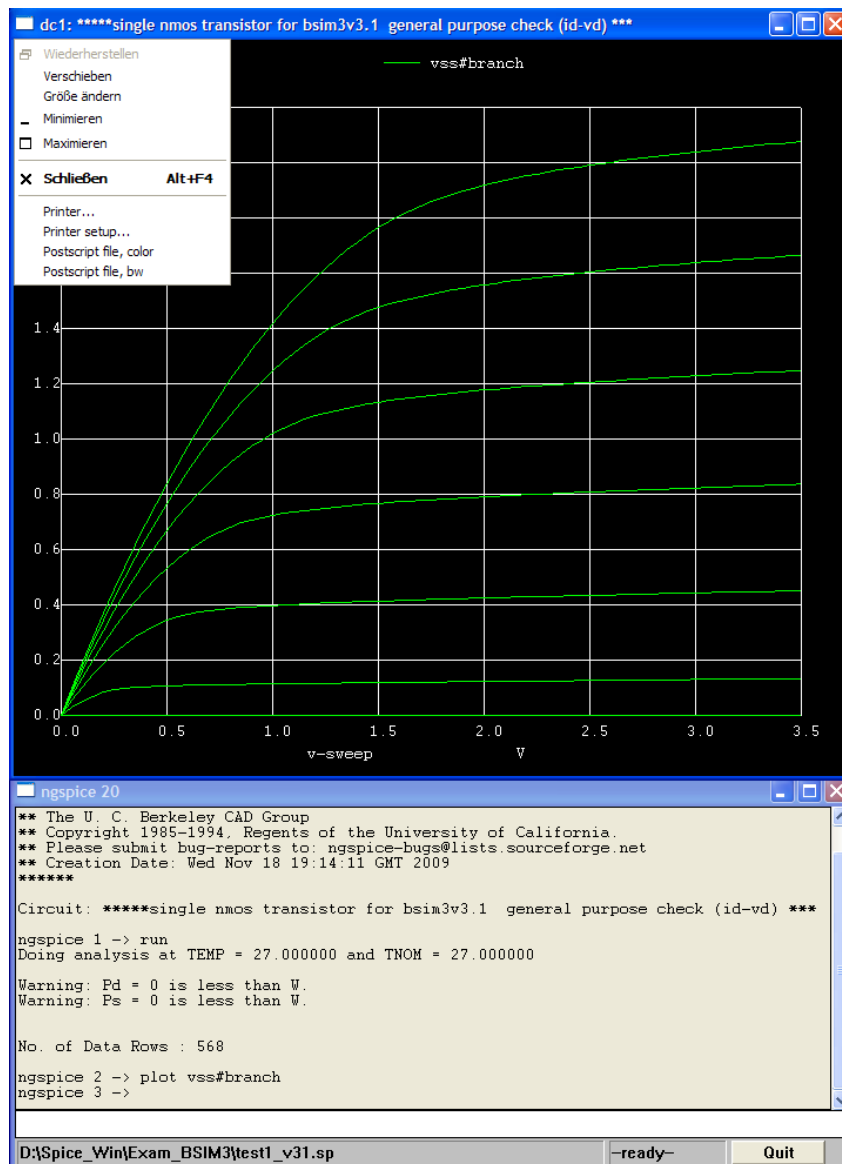 dc1: *****single nmos transistor for bsim3v3.1 general purpose check (id-vd) ***
Wiederherstellen
Verschieben
Größe ändern
Minimieren
Maximieren
Schließen Alt+F4
Printer...
Printer setup...
Postscript file, color
Postscript file, bw
vss#branch
1.4
1.2
1.0
0.8
0.6
0.4
0.2
0.0
0.0 0.5 1.0 1.5 2.0 2.5 3.0 3.5
v-sweep V
ngspice 20
** The U. C. Berkeley CAD Group
** Copyright 1985-1994, Regents of the University of California.
** Please submit bug-reports to: ngspice-bugs@lists.sourceforge.net
** Creation Date: Wed Nov 18 19:14:11 GMT 2009
******
Circuit: *****single nmos transistor for bsim3v3.1 general purpose check (id-vd) ***
ngspice 1 -> run
Doing analysis at TEMP = 27.000000 and TNOM = 27.000000
Warning: Pd = 0 is less than W.
Warning: Ps = 0 is less than W.
No. of Data Rows : 568
ngspice 2 -> plot vss#branch
ngspice 3 ->
D:\Spice_Win\Exam_BSIM3\test1_v31.sp --ready-- Quit